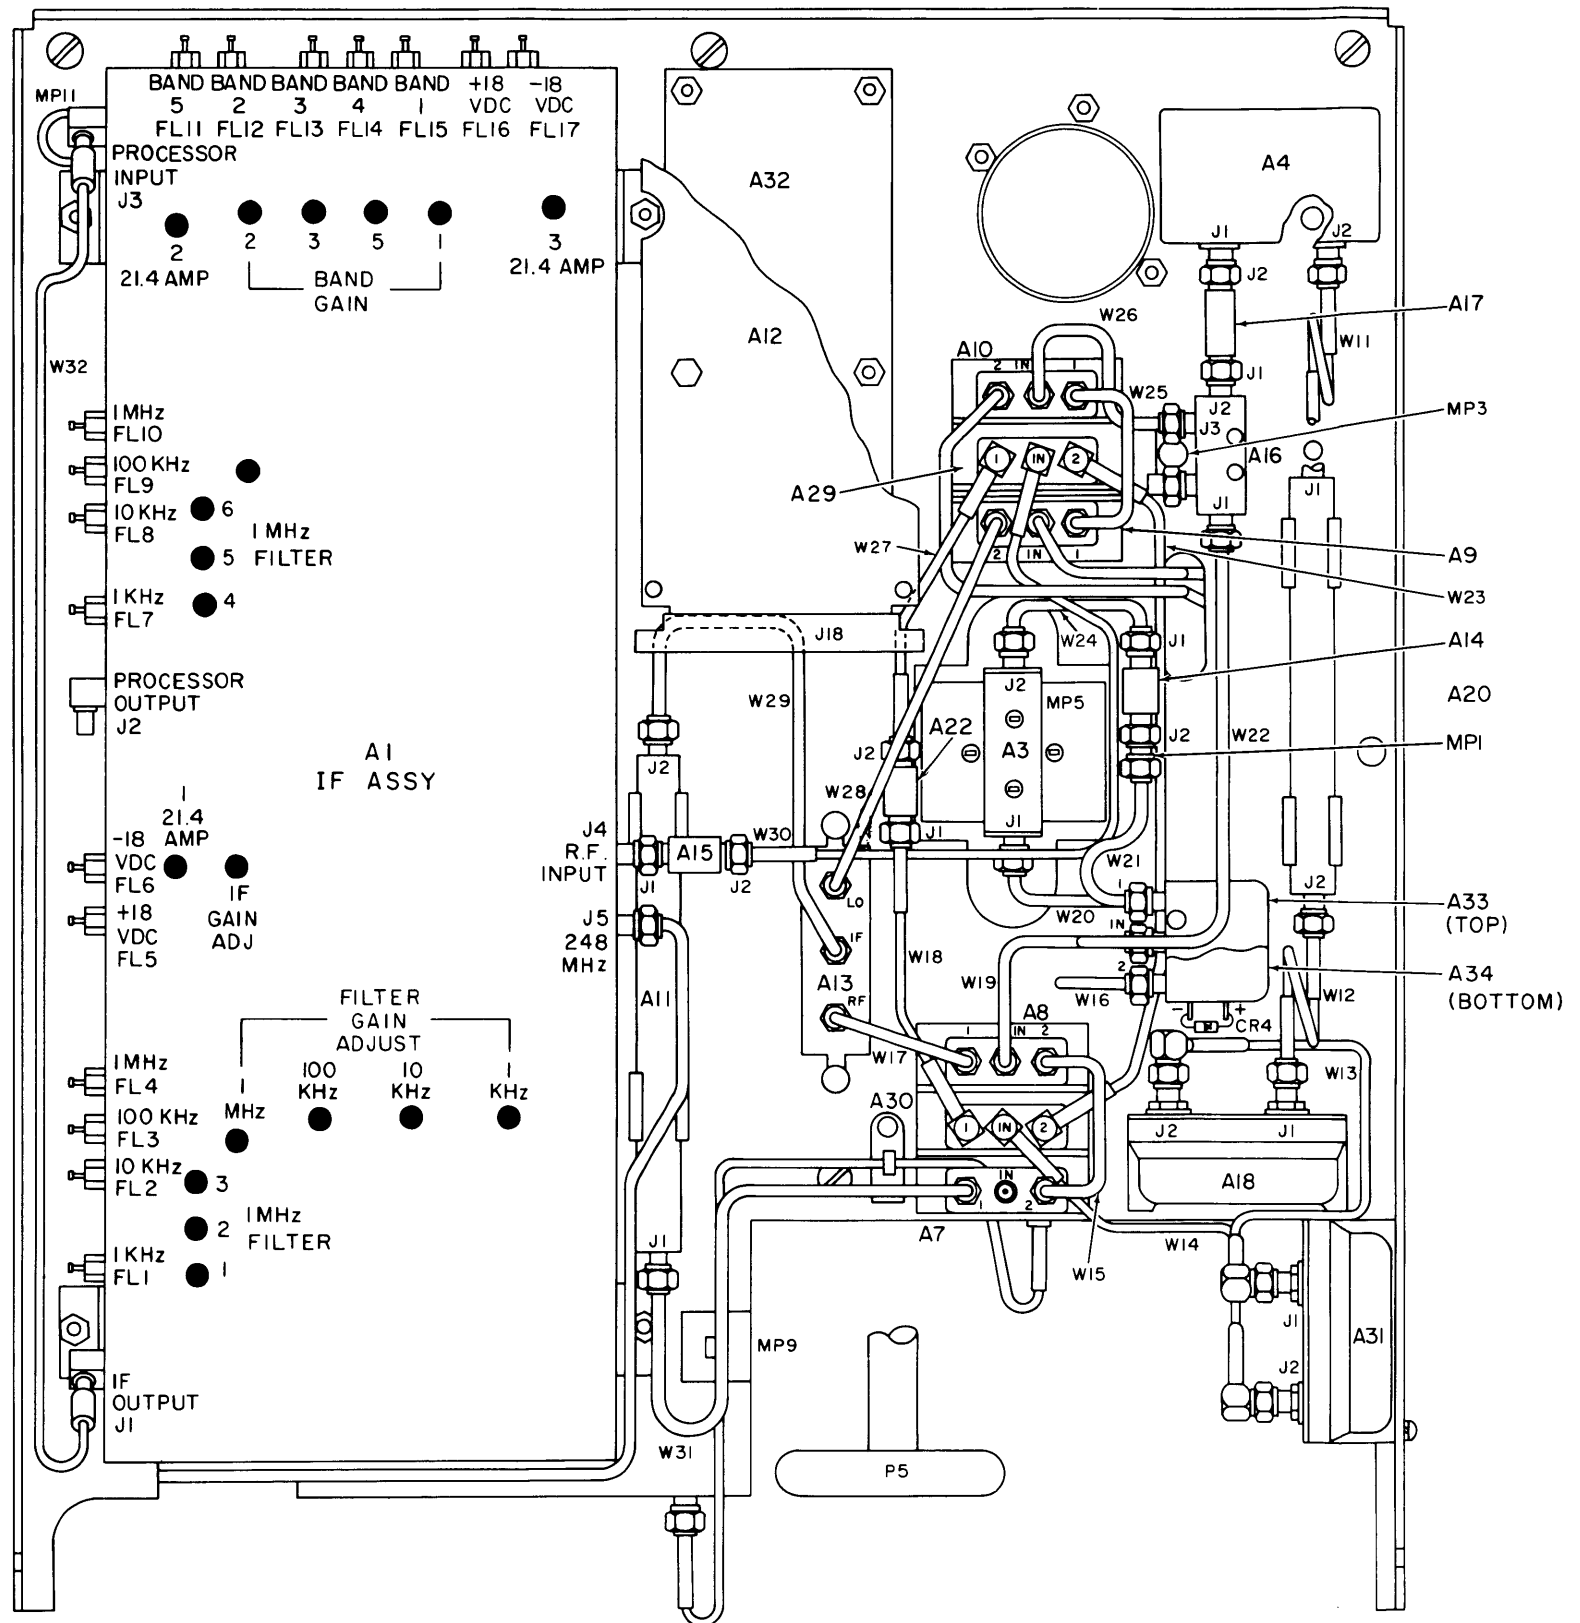 MP11
BAND BAND BAND BAND BAND +18 -18
5 2 3 4 1 VDC VDC
FL11 FL12 FL13 FL14 FL15 FL16 FL17
PROCESSOR
INPUT
J3
2 2 3 5 1 3
21.4 AMP 21.4 AMP
BAND
GAIN
W32
1MHz
FL10
100 KHz
FL9
10 KHz
FL8
6
5
4
1 MHz
FILTER
1KHz
FL7
PROCESSOR
OUTPUT
J2
A1
IF ASSY
1
21.4
AMP
-18
VDC
FL6
IF
GAIN
ADJ
+18
VDC
FL5
J4
R.F.
INPUT
J5
248
MHz
FILTER
GAIN
ADJUST
1
MHz
100
KHz
10
KHz
1
KHz
1MHz
FL4
100 KHz
FL3
10 KHz
FL2
1KHz
FL1
3
2
1
1MHz
FILTER
IF
OUTPUT
J1
A32
A12
J18
W29
J2
J1
A15
J2
W30
A11
J1
W31
MP9
P5
A4
J1
J2
J2
A17
J1
W11
W26
A10
2 IN 1
W25
J2
J3
MP3
A16
J1
1 IN 2
A29
2 IN 1
A9
W27
W23
W24
J1
A14
J1
A20
J2
MP5
A22
A3
J2
W22
MP1
J2
W28
J1
J1
W21
LO
IF
A13
RF
W18
W20
1
IN
2
A33
(TOP)
A34
(BOTTOM)
W19
W16
- +
CR4
J2
W12
W17
A8
1 IN 2
W13
A30
1 IN 2
J2 J1
A18
IN
1 2
A7
W15
W14
J1
A31
J2